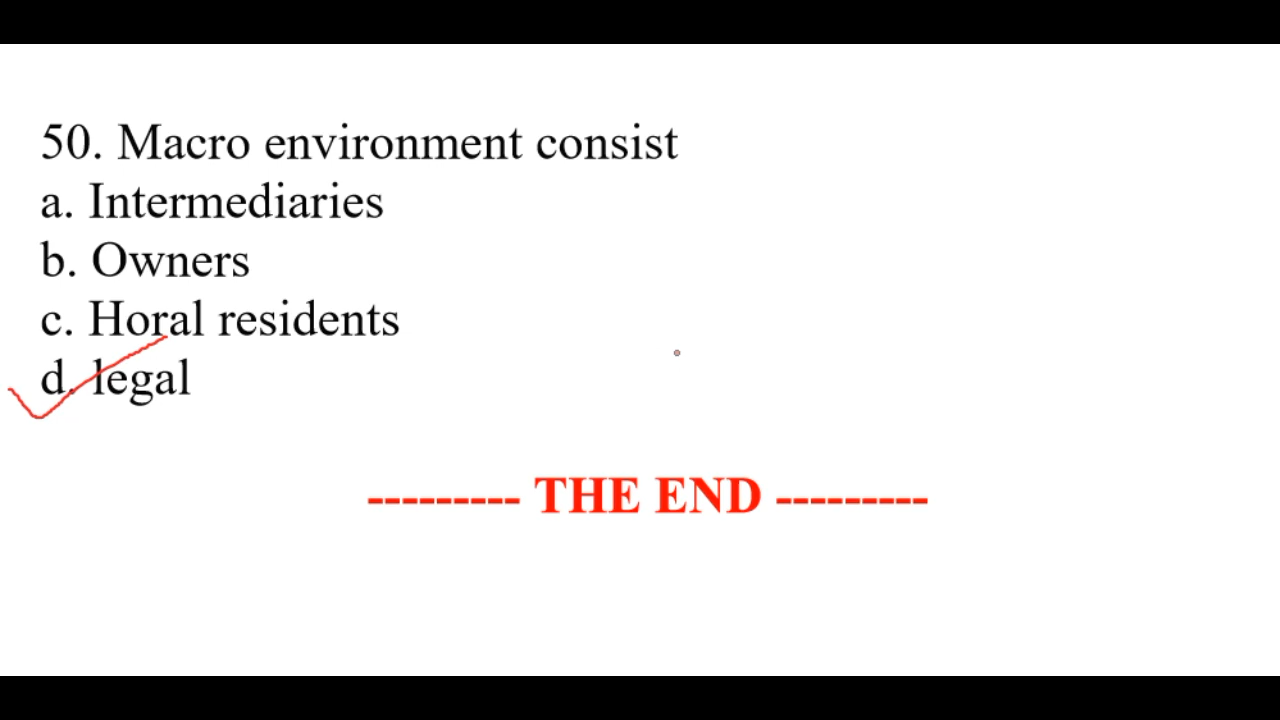 50. Macro environment consist
a. Intermediaries
b. Owners
c. Horal residents
d. legal
--------- THE END ---------